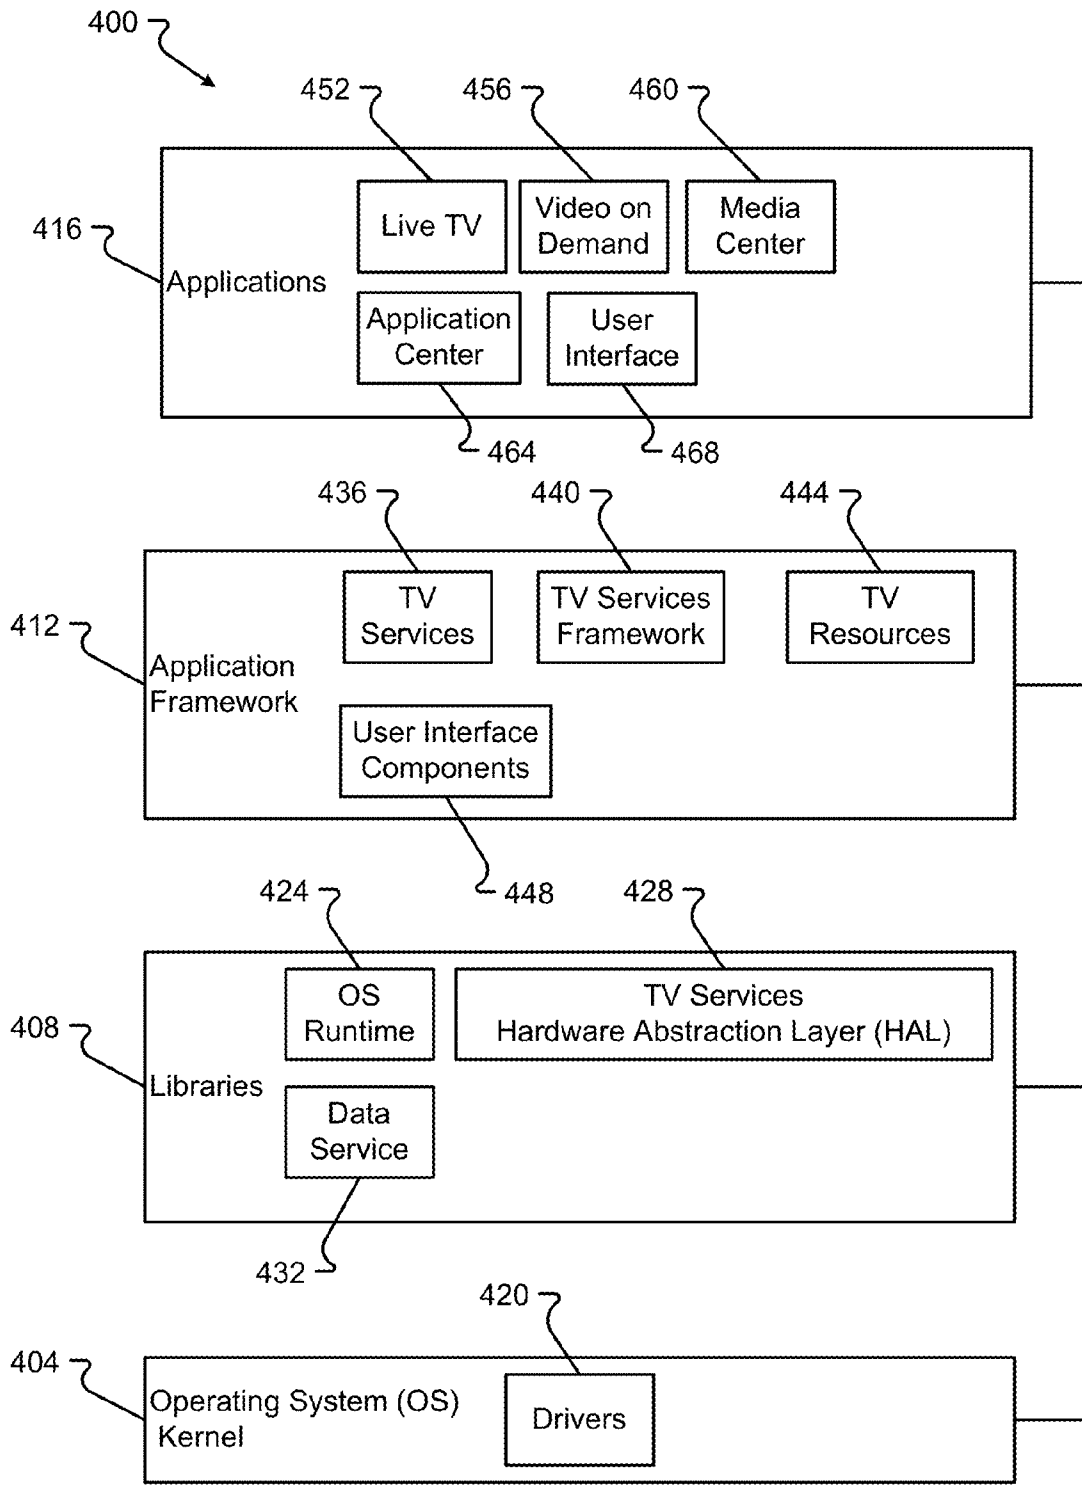 400
452
456
460
416
Applications
Live TV
Video on
Demand
Media
Center
Application
Center
User
Interface
464
468
436
440
444
412
Application
Framework
TV
Services
TV Services
Framework
TV
Resources
User Interface
Components
448
424
428
408
Libraries
OS
Runtime
TV Services
Hardware Abstraction Layer (HAL)
Data
Service
432
420
404
Operating System (OS)
Kernel
Drivers